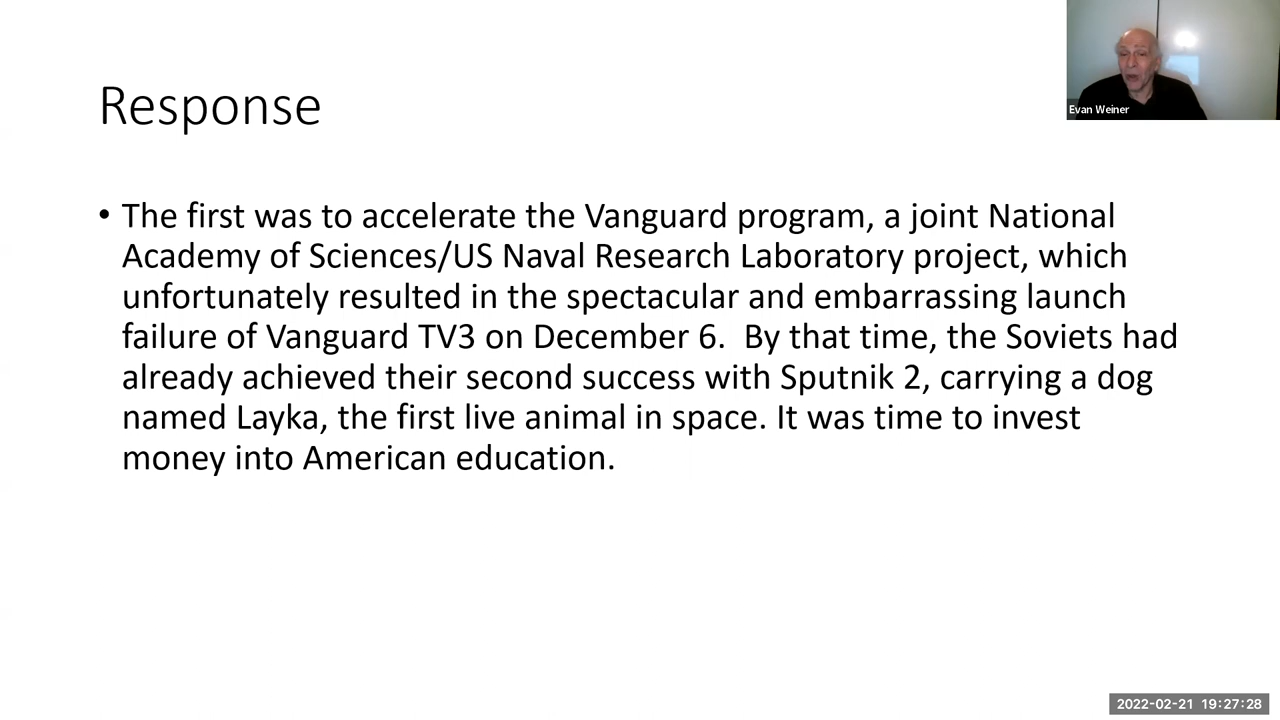 Response
Evan Weiner
• The first was to accelerate the Vanguard program, a joint National
Academy of Sciences/US Naval Research Laboratory project, which
unfortunately resulted in the spectacular and embarrassing launch
failure of Vanguard TV3 on December 6.  By that time, the Soviets had
already achieved their second success with Sputnik 2, carrying a dog
named Layka, the first live animal in space. It was time to invest
money into American education.
2022-02-21 19:27:28